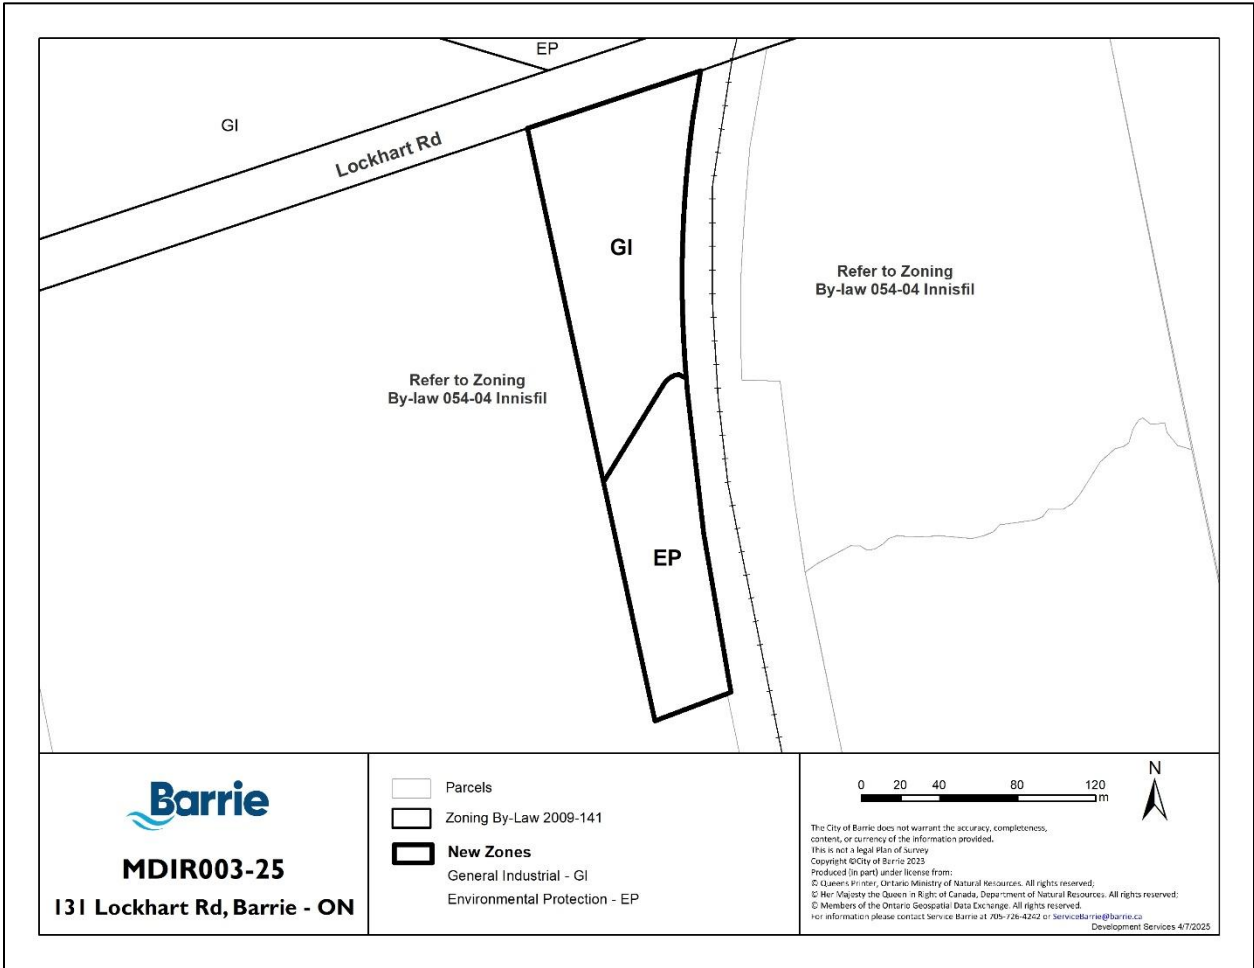 EP
GI
Lockhart Rd
GI
Refer to Zoning
By-law 054-04 Innisfil
Refer to Zoning
By-law 054-04 Innisfil
EP
Barrie
MDIR003-25
131 Lockhart Rd, Barrie - ON
Parcels
Zoning By-Law 2009-141
New Zones
General Industrial - GI
Environmental Protection - EP
0 20 40 80 120
m
N
The City of Barrie does not warrant the accuracy, completeness,
content, or currency of the information provided.
This is not a legal Plan of Survey
Copyright ©City of Barrie 2023
Produced (in part) under license from:
© Queens Printer, Ontario Ministry of Natural Resources. All rights reserved;
© Her Majesty the Queen in Right of Canada, Department of Natural Resources. All rights reserved;
© Members of the Ontario Geospatial Data Exchange. All rights reserved.
For information please contact Service Barrie at 705-726-4242 or ServiceBarrie@barrie.ca
Development Services 4/7/2025